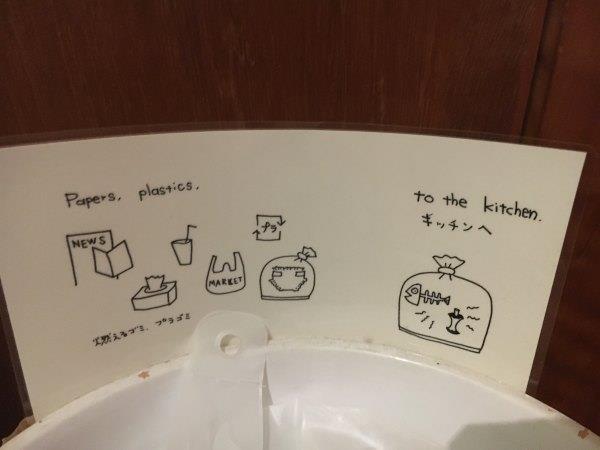 Papers, plastics.
NEWS
プラ
MARKET
燃えるゴミ、プラゴミ
to the kitchen.
キッチンへ